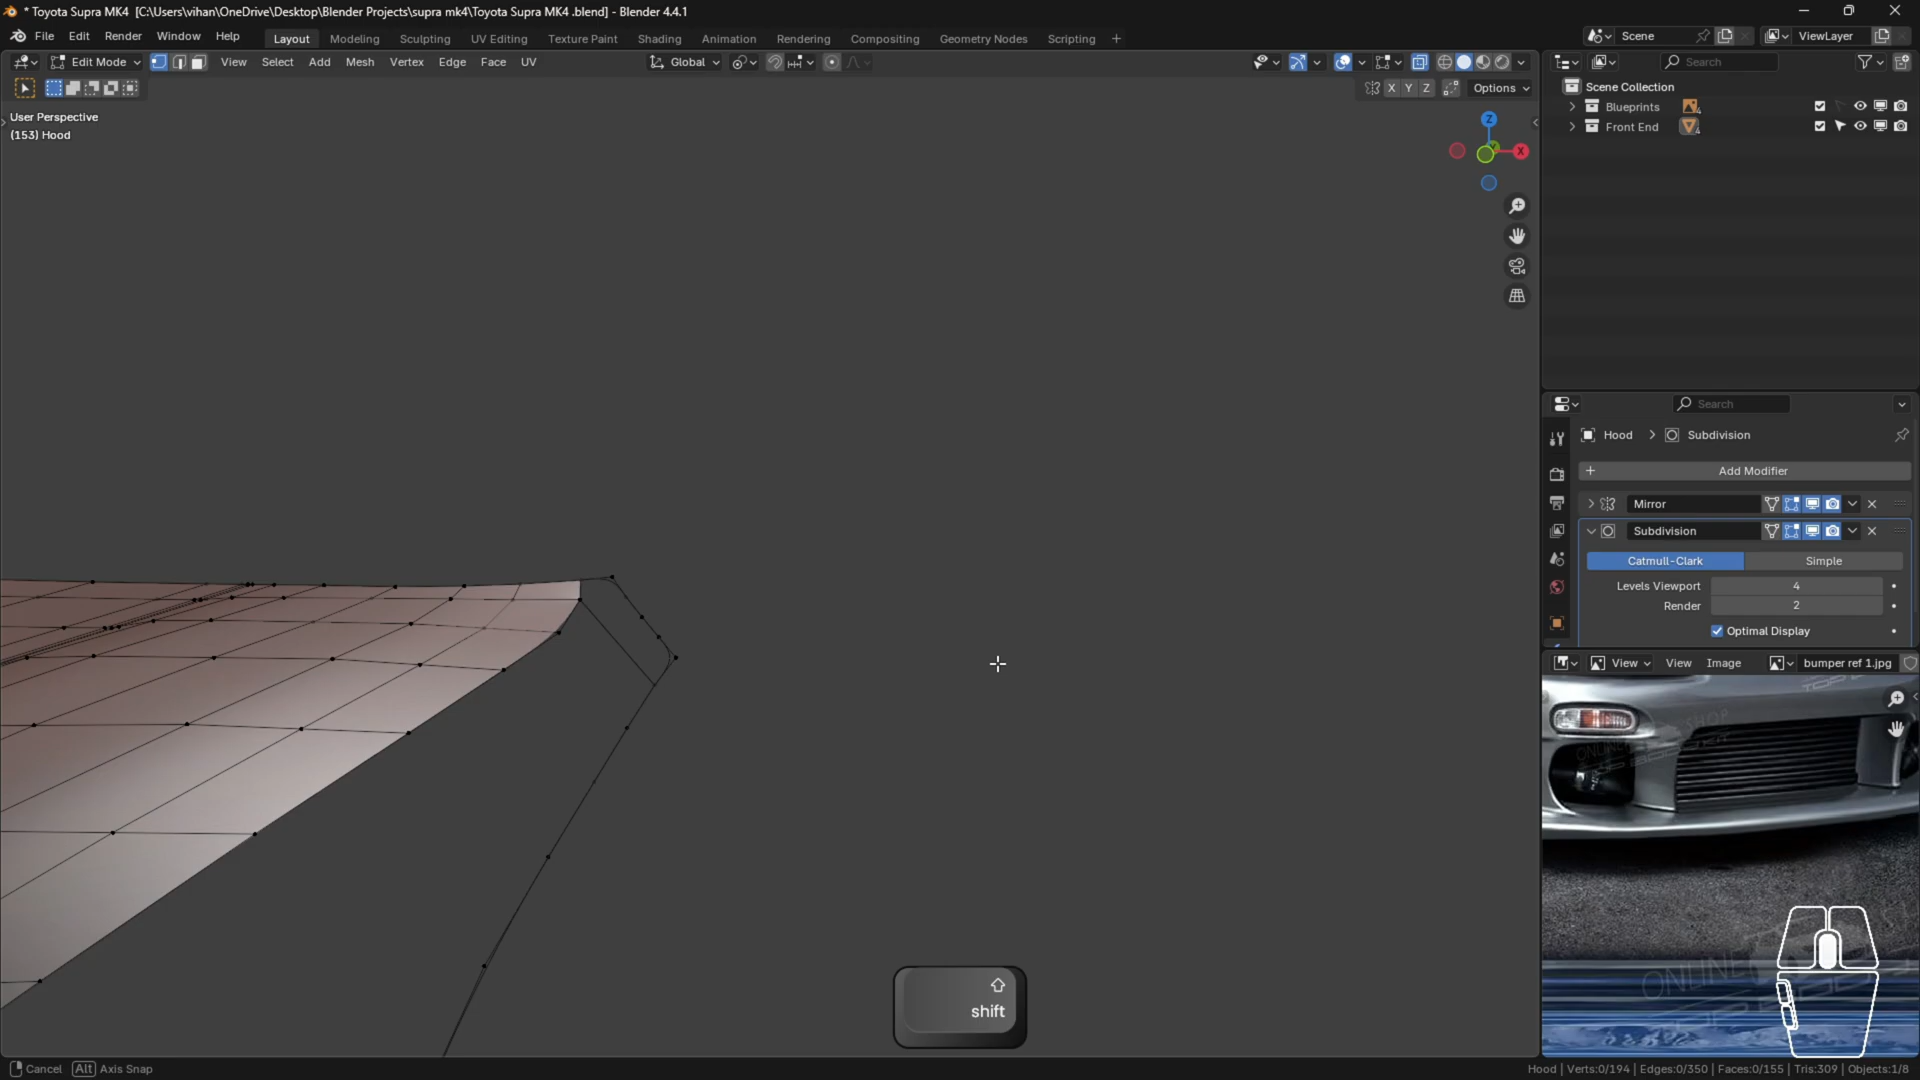 * Toyota Supra MK4 [C:\Users\vihan\OneDrive\Desktop\Blender Projects\supra mk4\Toyota Supra MK4 .blend] - Blender 4.4.1
File Edit Render Window Help
Layout Modeling Sculpting UV Editing Texture Paint Shading Animation Rendering Compositing Geometry Nodes Scripting +
Scene
ViewLayer
Edit Mode View Select Add Mesh Vertex Edge Face UV
Global
Search
X Y Z Options
User Perspective
(153) Hood
Z
X
Scene Collection
Blueprints
Front End
Search
Hood > Subdivision
+ Add Modifier
Mirror
Subdivision
Catmull-Clark Simple
Levels Viewport 4
Render 2
Optimal Display
View View Image bumper ref 1.jpg
ONLINE
shift
Cancel Alt Axis Snap
Hood | Verts:0/194 | Edges:0/350 | Faces:0/155 | Tris:309 | Objects:1/8